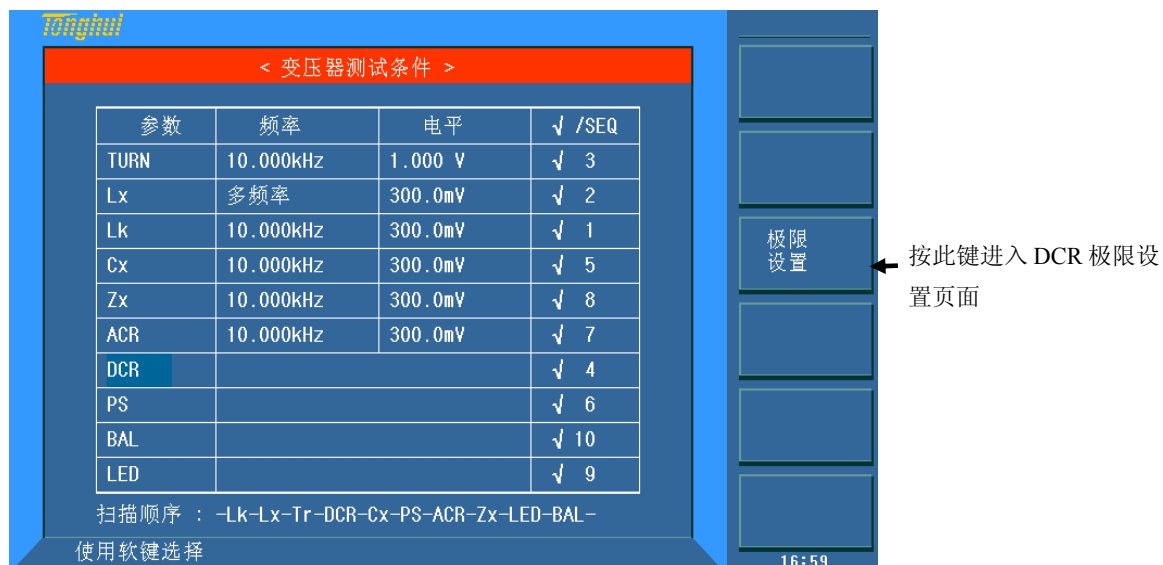 Tonghui
< 变压器测试条件 >
参数 频率 电平 √ /SEQ
TURN 10.000kHz 1.000 V √ 3
Lx 多频率 300.0mV √ 2
Lk 10.000kHz 300.0mV √ 1
Cx 10.000kHz 300.0mV √ 5
Zx 10.000kHz 300.0mV √ 8
ACR 10.000kHz 300.0mV √ 7
DCR √ 4
PS √ 6
BAL √ 10
LED √ 9
扫描顺序 : -Lk-Lx-Tr-DCR-Cx-PS-ACR-Zx-LED-BAL-
使用软键选择
极限
设置
16:59
按此键进入 DCR 极限设
置页面